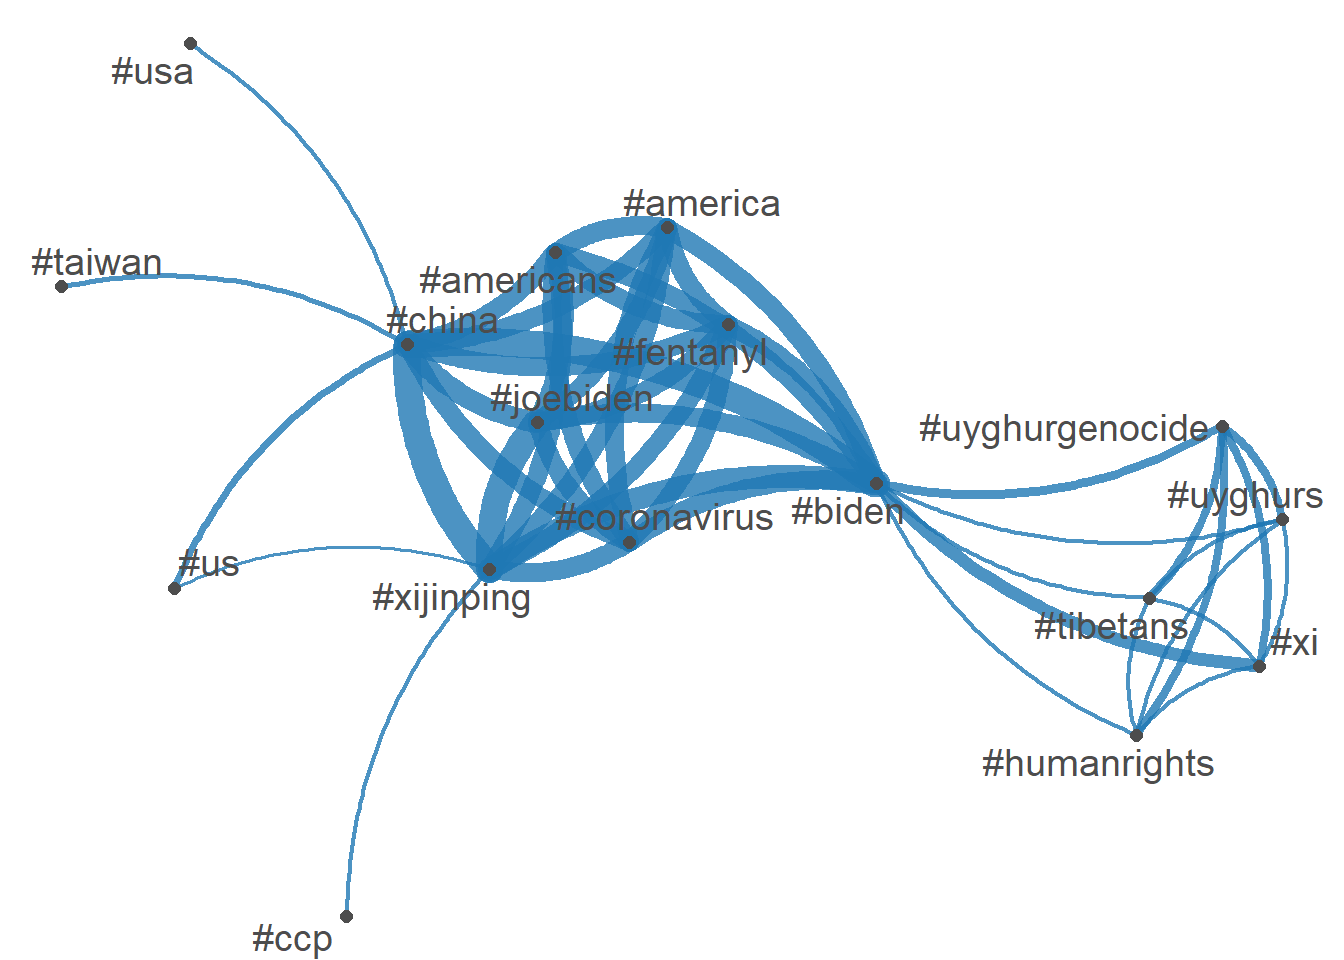 #usa
#america
#taiwan
#americans
#china
#fentanyl
#joebiden
#uyghurgenocide
#uyghurs
#coronavirus
#biden
#us
#xijinping
#tibetans
#xi
#humanrights
#ccp